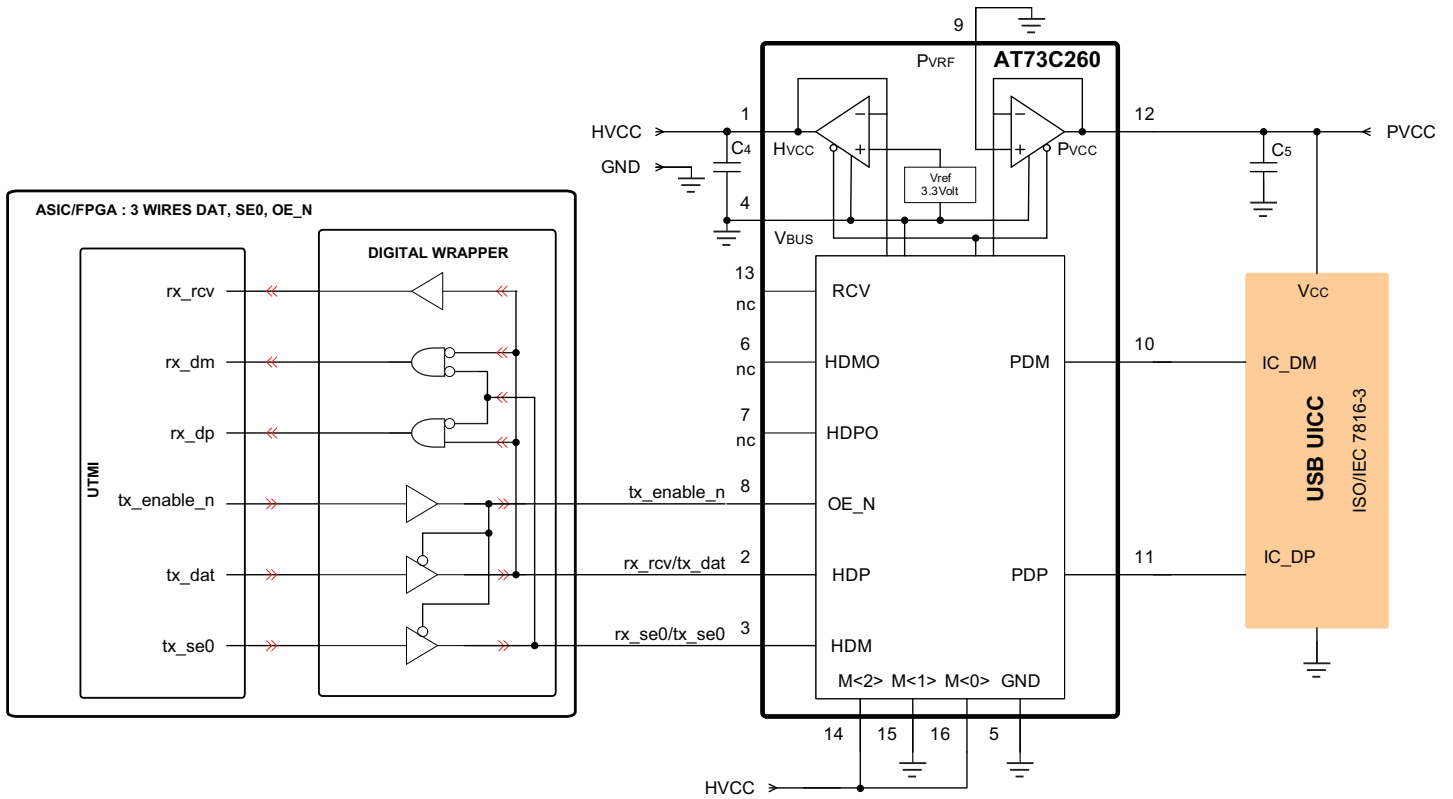 9
PVRF
AT73C260
HVCC
1
12
PVCC
C4
HVCC
PVCC
C5
GND
Vref
3.3Volt
4
VBUS
ASIC/FPGA : 3 WIRES DAT, SE0, OE_N
DIGITAL WRAPPER
UTMI
rx_rcv
rx_dm
rx_dp
tx_enable_n
tx_dat
tx_se0
13
nc
RCV
6
nc
HDMO
7
nc
HDPO
tx_enable_n
8
OE_N
rx_rcv/tx_dat
2
HDP
rx_se0/tx_se0
3
HDM
PDM
10
PDP
11
Vcc
IC_DM
USB UICC
ISO/IEC 7816-3
IC_DP
M<2> M<1> M<0> GND
14 15 16 5
HVCC